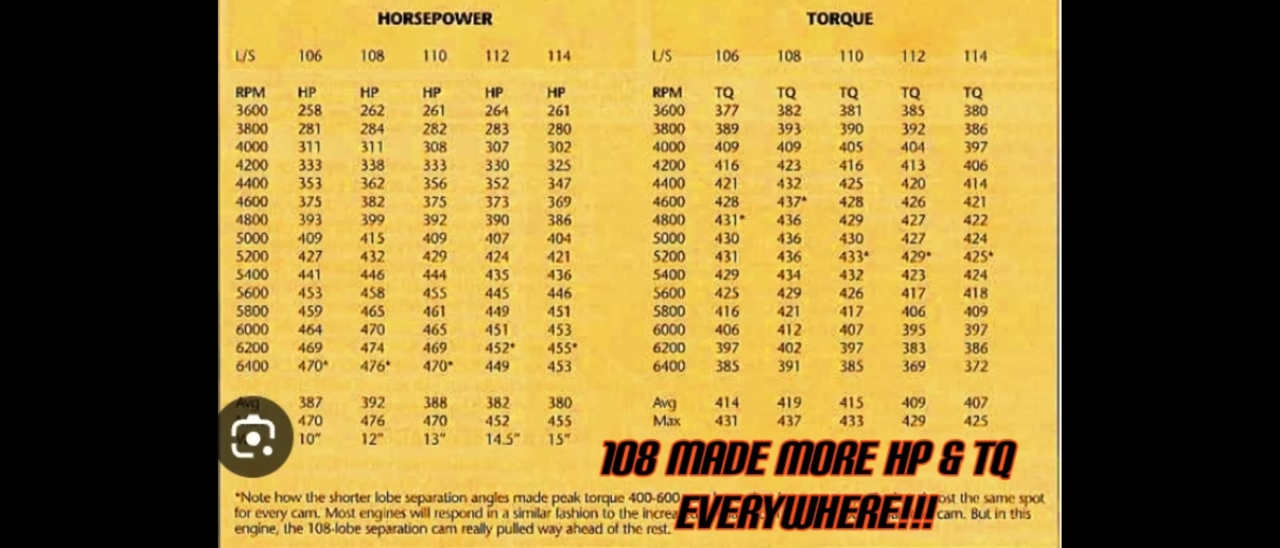 HORSEPOWER TORQUE
L/S 106 108 110 112 114 L/S 106 108 110 112 114
RPM HP HP HP HP HP RPM TQ TQ TQ TQ TQ
3600 258 262 261 264 261 3600 377 382 381 385 380
3800 281 284 282 283 280 3800 389 393 390 392 386
4000 311 311 308 307 302 4000 409 409 405 404 397
4200 333 338 333 330 325 4200 416 423 416 413 406
4400 353 362 356 352 347 4400 421 432 425 420 414
4600 375 382 375 373 369 4600 428 437* 428 426 421
4800 393 399 392 390 386 4800 431* 436 429 427 422
5000 409 415 409 407 404 5000 430 436 430 427 424
5200 427 432 429 424 421 5200 431 436 433* 429* 425*
5400 441 446 444 435 436 5400 429 434 432 423 424
5600 453 458 455 445 446 5600 425 429 426 417 418
5800 459 465 461 449 451 5800 416 421 417 406 409
6000 464 470 465 451 453 6000 406 412 407 395 397
6200 469 474 469 452* 455* 6200 397 402 397 383 386
6400 470* 476* 470* 449 453 6400 385 391 385 369 372
Avg 387 392 388 382 380 Avg 414 419 415 409 407
470 476 470 452 455 Max 431 437 433 429 425
10" 12" 13" 14.5" 15"
108 MADE MORE HP & TQ
EVERYWHERE!!!
*Note how the shorter lobe separation angles made peak torque 400-600 the same spot
for every cam. Most engines will respond in a similar fashion to the cam. But in this
engine, the 108-lobe separation cam really pulled way ahead of the rest.